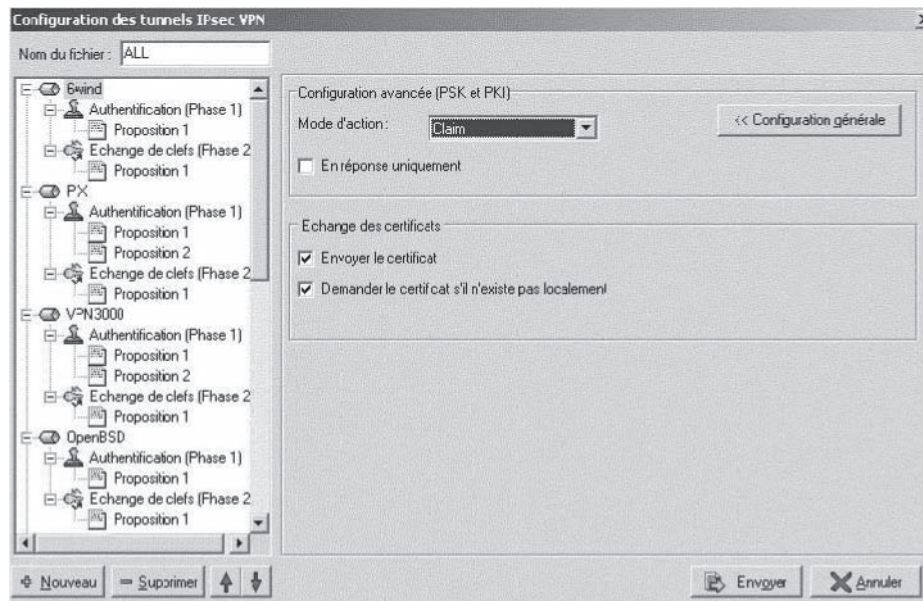 Configuration des tunnels IPsec VPN
Nom du fichier : ALL
6wind
Authentification (Phase 1)
Proposition 1
Echange de clefs (Phase 2
Proposition 1
PX
Authentification (Phase 1)
Proposition 1
Proposition 2
Echange de clefs (Phase 2
Proposition 1
VPN3000
Authentification (Phase 1)
Proposition 1
Proposition 2
Echange de clefs (Phase 2
Proposition 1
OpenBSD
Authentification (Phase 1)
Proposition 1
Echange de clefs (Phase 2
Proposition 1
Nouveau
Supprimer
Configuration avancée (PSK et PKI)
Mode d'action : Claim
<< Configuration générale
En réponse uniquement
Echange des certificats
Envoyer le certificat
Demander le certificat s'il n'existe pas localement
Envoyer
Annuler